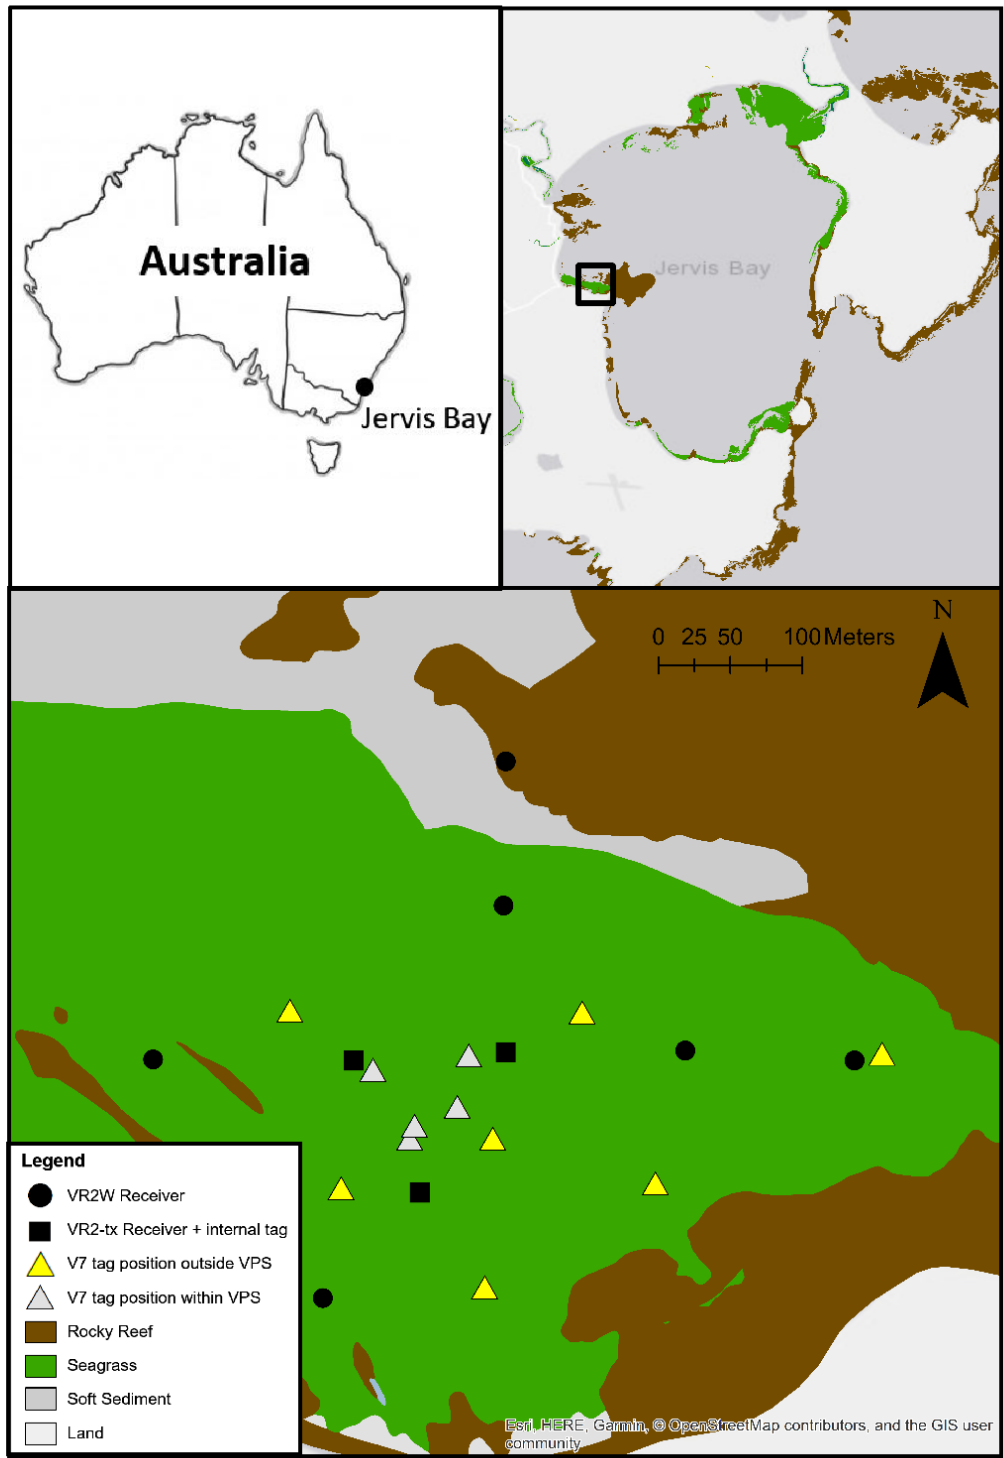 Australia
Jervis Bay
Jervis Bay
0 25 50 100 Meters
N
Legend
VR2W Receiver
VR2-tx Receiver + internal tag
V7 tag position outside VPS
V7 tag position within VPS
Rocky Reef
Seagrass
Soft Sediment
Land
Esri, HERE, Garmin, © OpenStreetMap contributors, and the GIS user
community